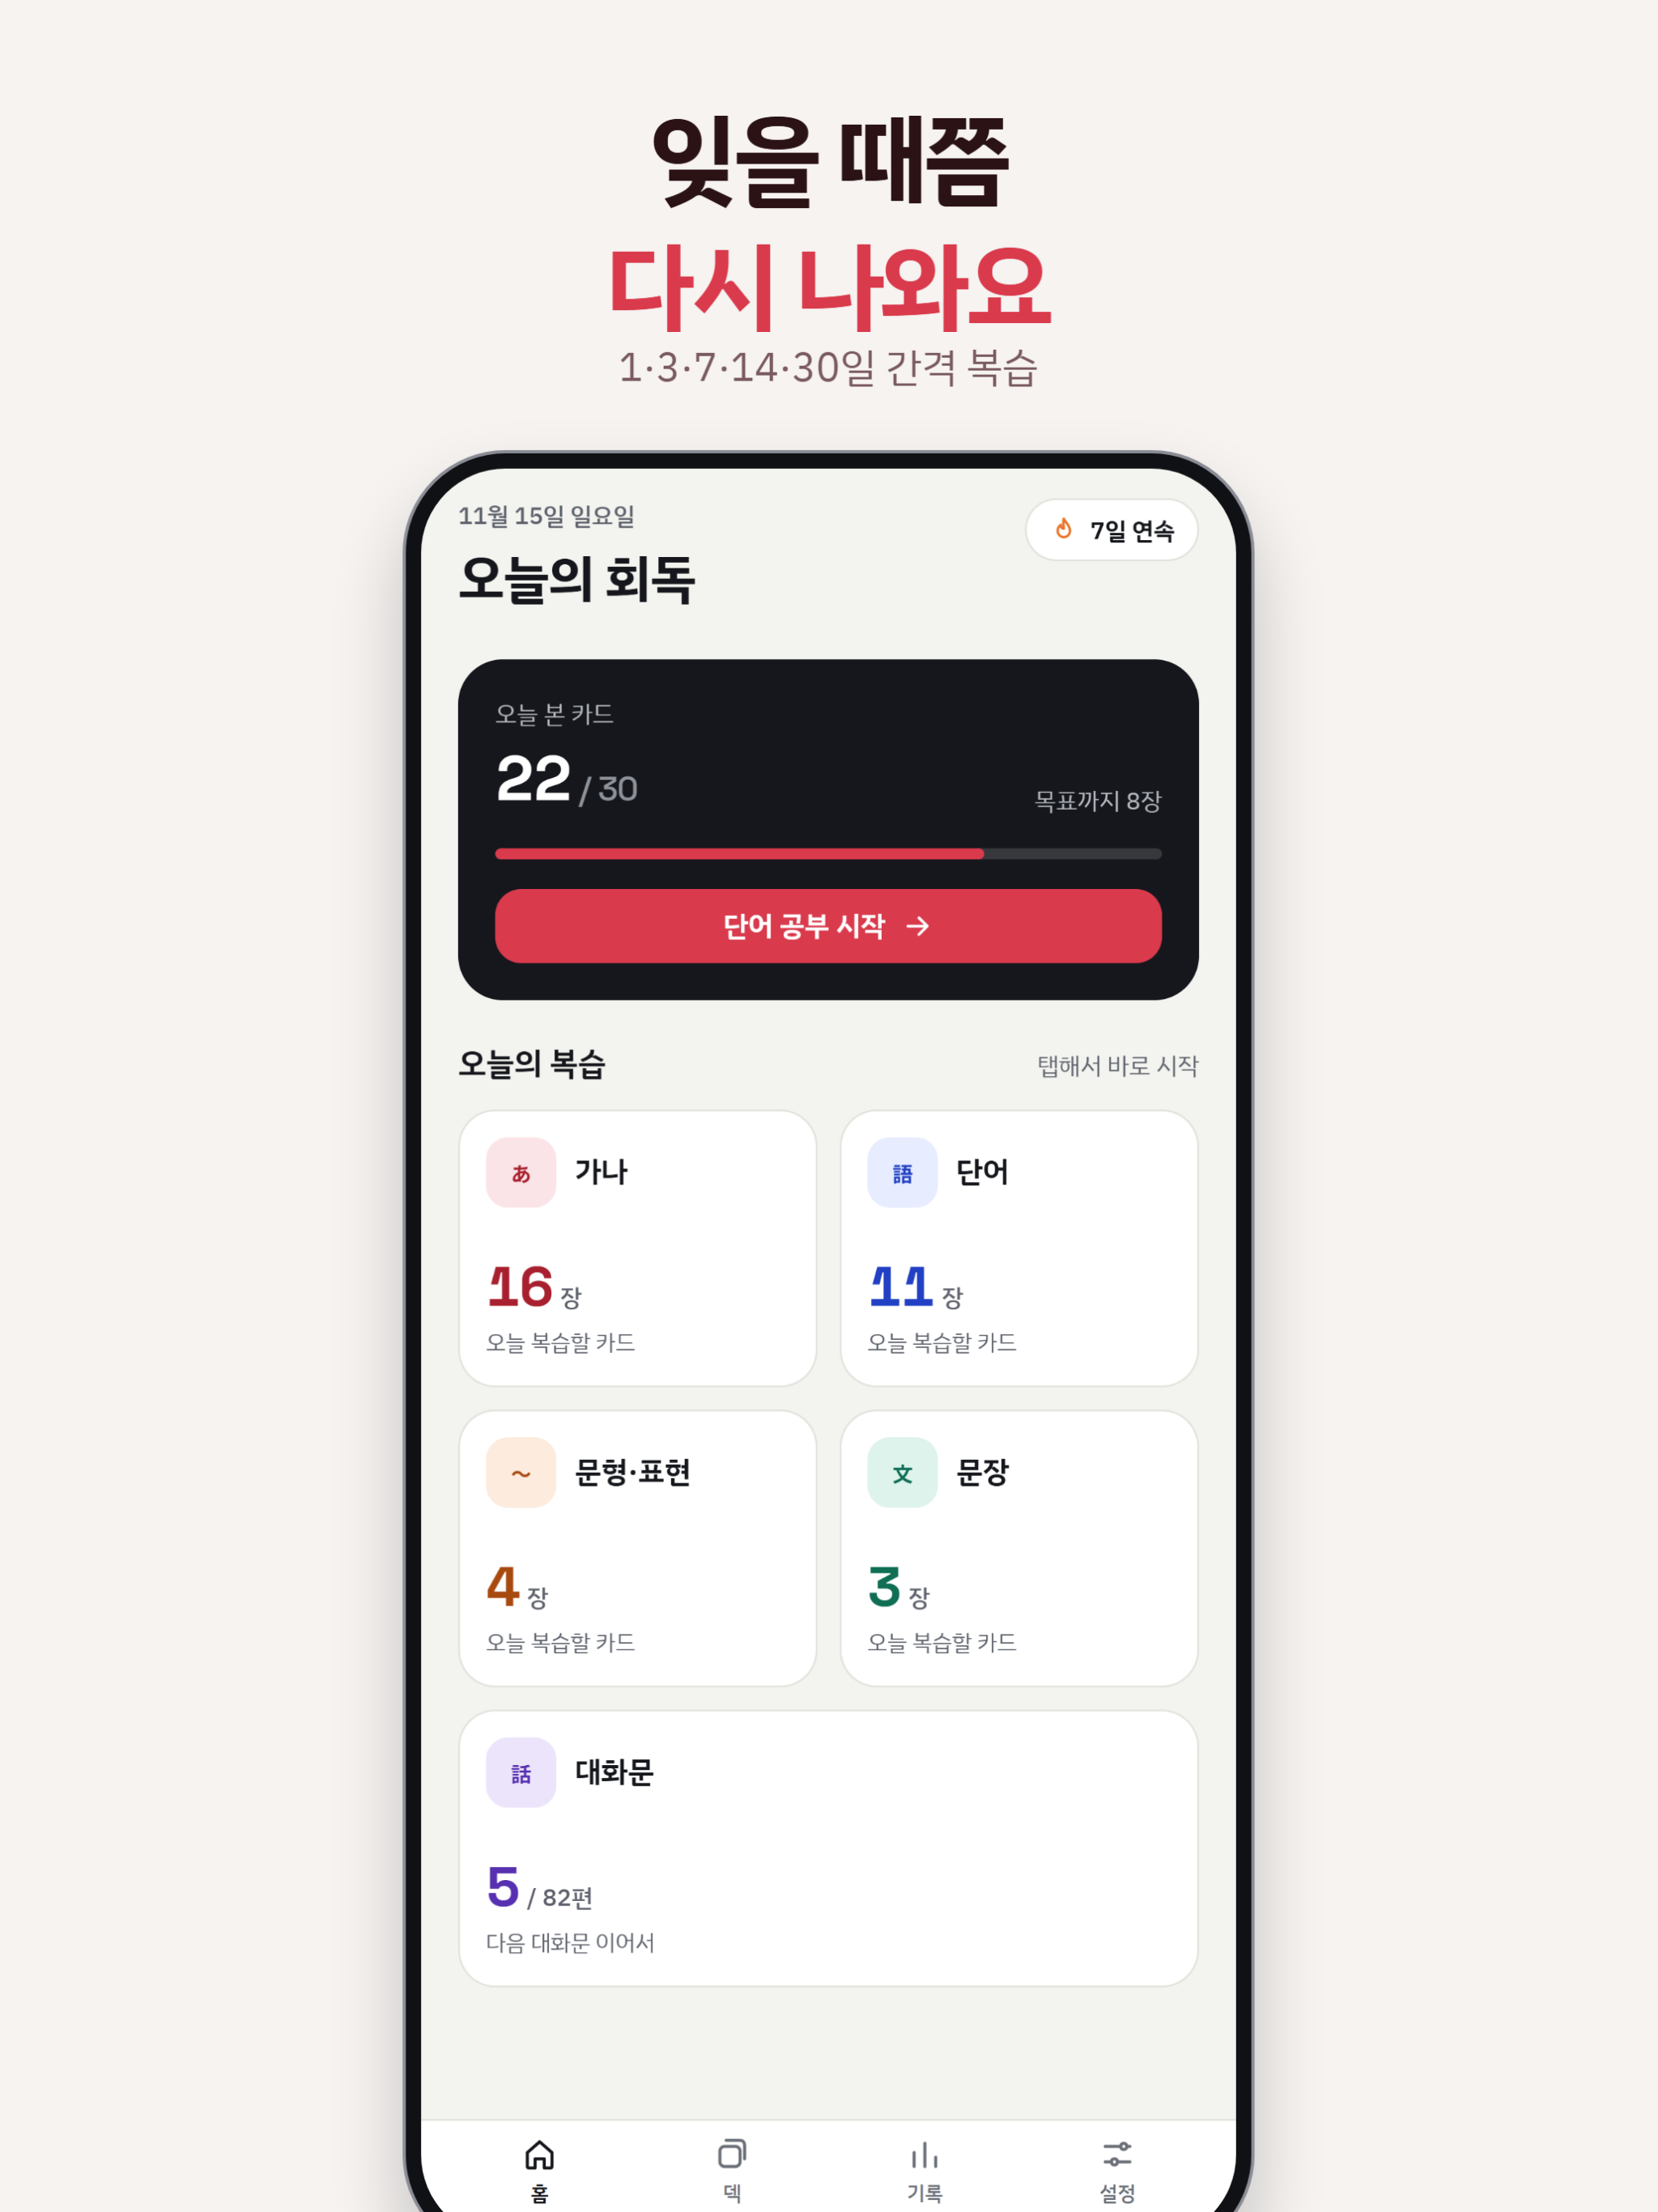 잊을 때쯤
다시 나와요
1·3·7·14·30일 간격 복습
11월 15일 일요일
7일 연속
오늘의 회독
오늘 본 카드
22 / 30
목표까지 8장
단어 공부 시작 →
오늘의 복습
탭해서 바로 시작
あ 가나
16 장
오늘 복습할 카드
語 단어
11 장
오늘 복습할 카드
~ 문형·표현
4 장
오늘 복습할 카드
文 문장
3 장
오늘 복습할 카드
話 대화문
5 / 82편
다음 대화문 이어서
홈
덱
기록
설정